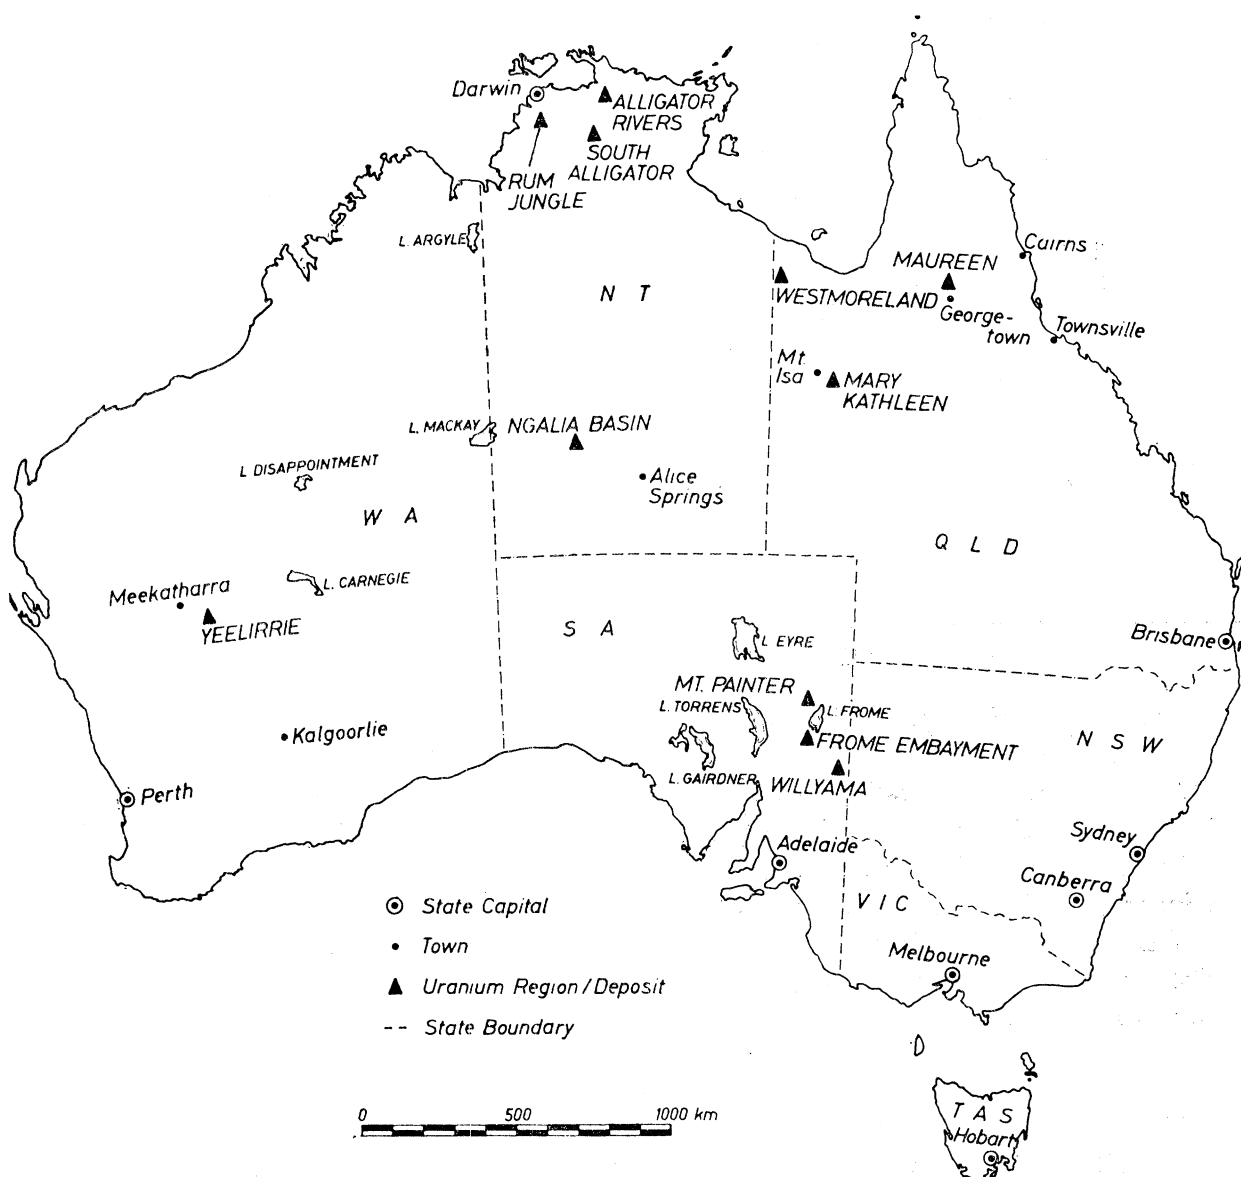 Darwin
ALLIGATOR
RIVERS
SOUTH
ALLIGATOR
RUM
JUNGLE
L. ARGYLE
N T
Cairns
MAUREEN
WESTMORELAND
George-
town
Townsville
Mt.
Isa
MARY
KATHLEEN
L. MACKAY
NGALIA BASIN
L DISAPPOINTMENT
Alice
Springs
W A
Q L D
Meekatharra
L. CARNEGIE
YEELIRRIE
S A
L. EYRE
Brisbane
MT. PAINTER
L. TORRENS
L. FROME
Kalgoorlie
FROME EMBAYMENT
N S W
L. GAIRDNER
WILLYAMA
Perth
Adelaide
Sydney
Canberra
V I C
Melbourne
State Capital
Town
Uranium Region/Deposit
State Boundary
0 500 1000 km
T A S
Hobart